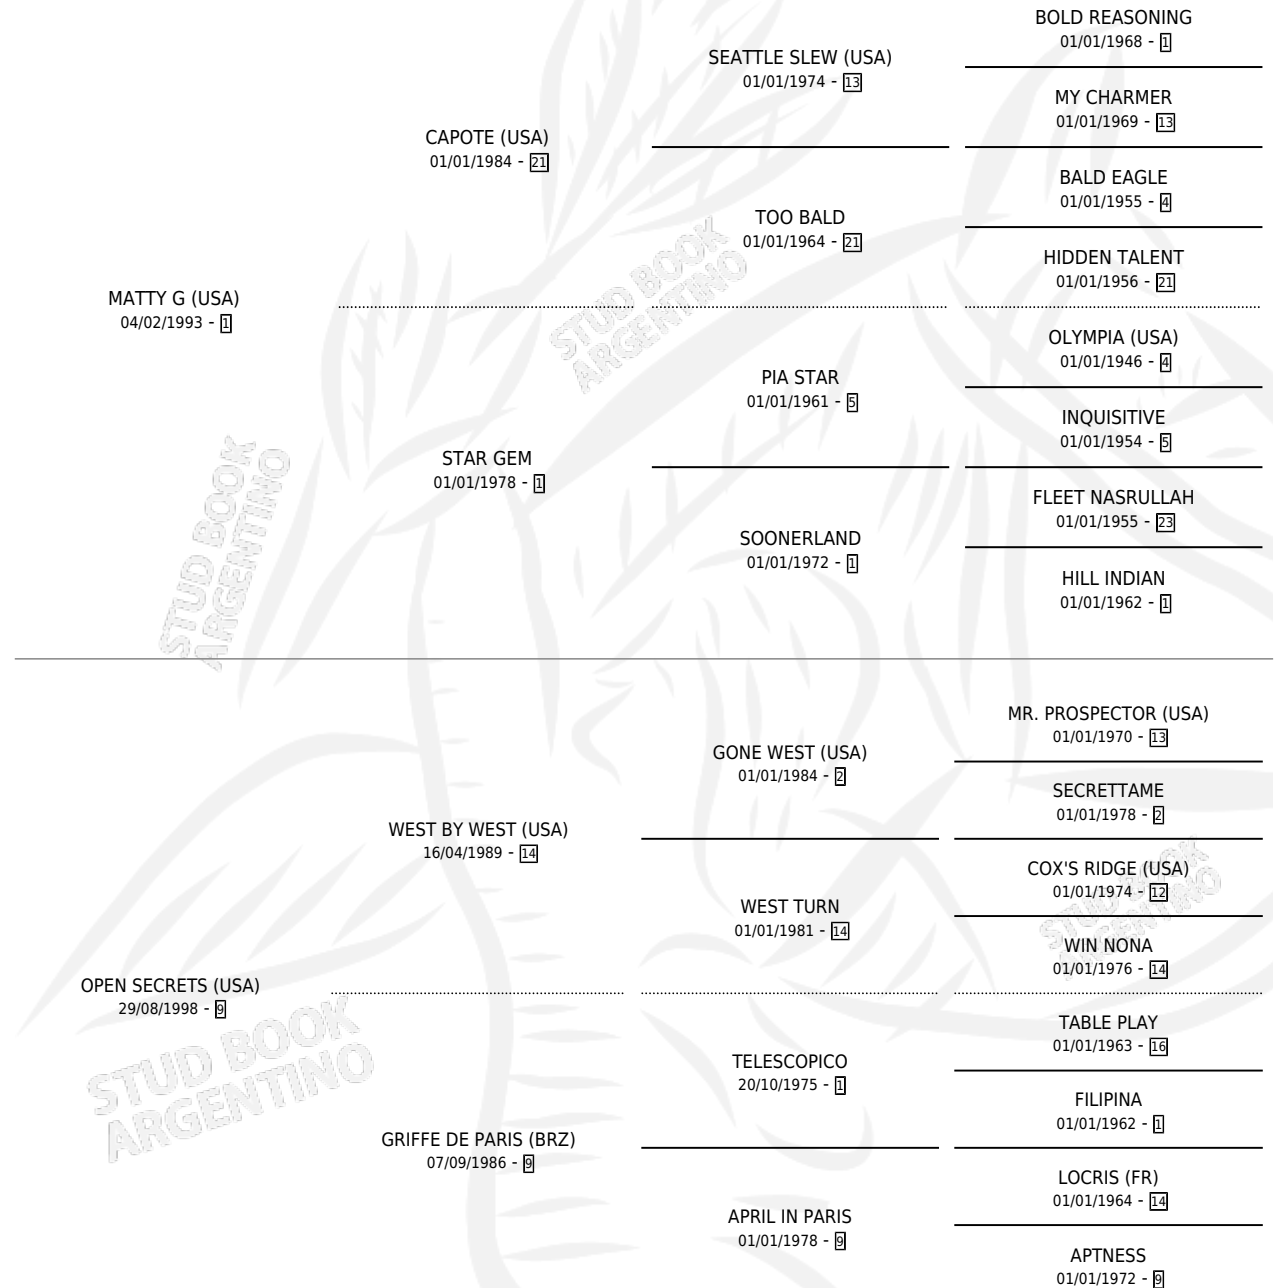 BOLD REASONING
01/01/1968 - 1
SEATTLE SLEW (USA)
01/01/1974 - 13
MY CHARMER
01/01/1969 - 13
CAPOTE (USA)
01/01/1984 - 21
BALD EAGLE
01/01/1955 - 4
TOO BALD
01/01/1964 - 21
HIDDEN TALENT
01/01/1956 - 21
MATTY G (USA)
04/02/1993 - 1
STUD BOOK
ARGENTINO
OLYMPIA (USA)
01/01/1946 - 4
PIA STAR
01/01/1961 - 5
INQUISITIVE
01/01/1954 - 5
STAR GEM
01/01/1978 - 1
FLEET NASRULLAH
01/01/1955 - 23
SOONERLAND
01/01/1972 - 1
HILL INDIAN
01/01/1962 - 1
STUD BOOK
ARGENTINO
MR. PROSPECTOR (USA)
01/01/1970 - 13
GONE WEST (USA)
01/01/1984 - 2
SECRETTAME
01/01/1978 - 2
WEST BY WEST (USA)
16/04/1989 - 14
COX'S RIDGE (USA)
01/01/1974 - 12
WEST TURN
01/01/1981 - 14
STUD BOOK
ARGENTINO
WIN NONA
01/01/1976 - 14
OPEN SECRETS (USA)
29/08/1998 - 9
STUD BOOK
ARGENTINO
TABLE PLAY
01/01/1963 - 16
TELESCOPICO
20/10/1975 - 1
FILIPINA
01/01/1962 - 1
GRIFFE DE PARIS (BRZ)
07/09/1986 - 9
LOCRIS (FR)
01/01/1964 - 14
APRIL IN PARIS
01/01/1978 - 9
APTNESS
01/01/1972 - 9